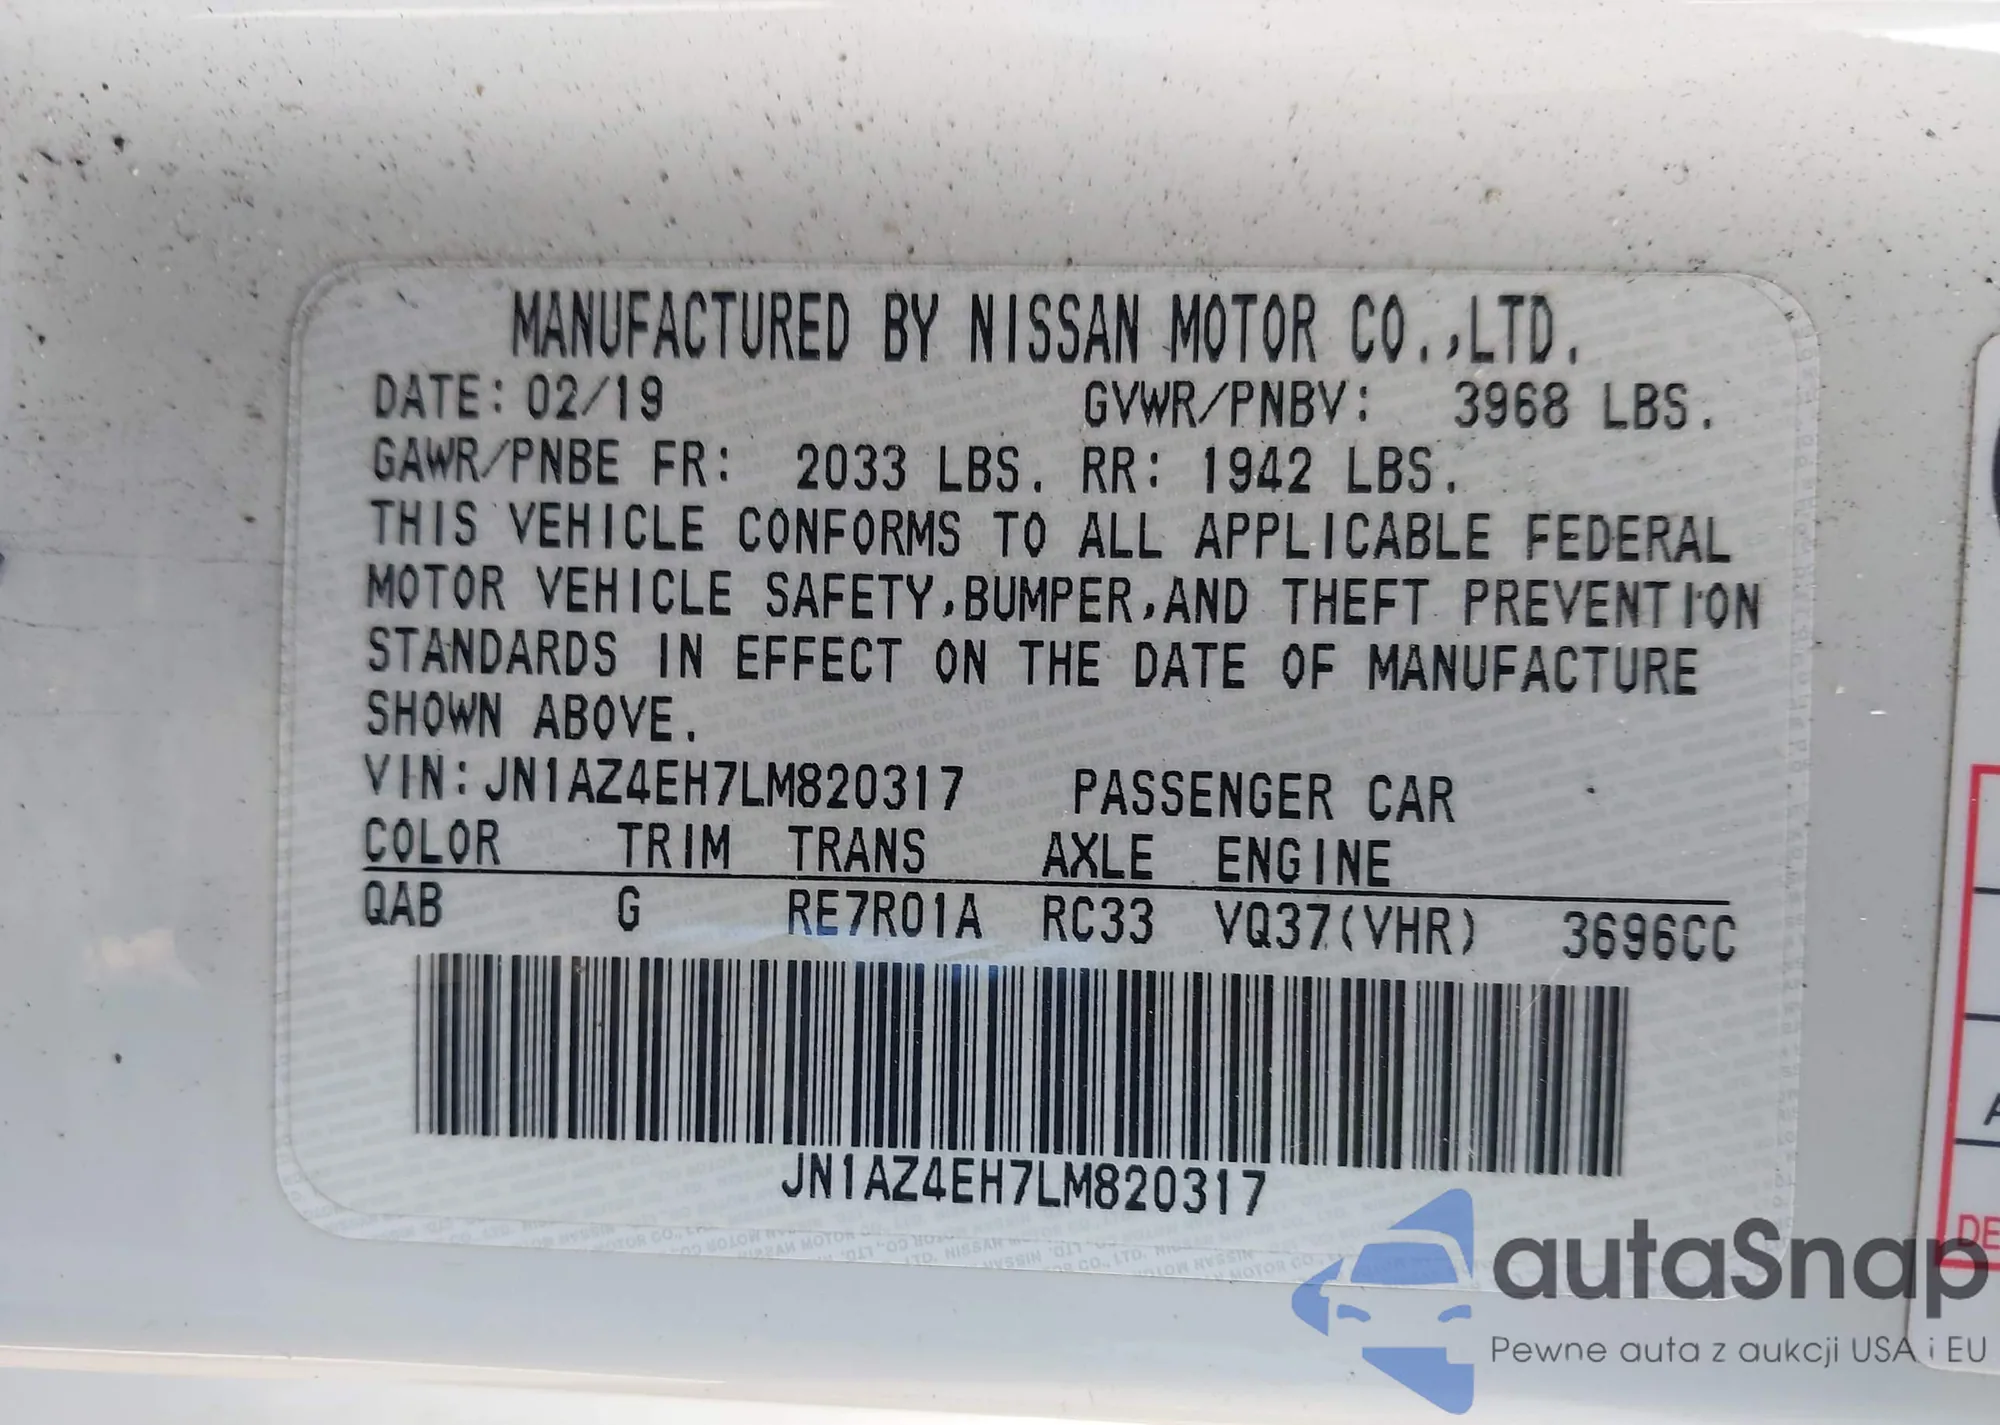 MANUFACTURED BY NISSAN MOTOR CO.,LTD.
DATE: 02/19 GVWR/PNBV: 3968 LBS.
GAWR/PNBE FR: 2033 LBS. RR: 1942 LBS.
THIS VEHICLE CONFORMS TO ALL APPLICABLE FEDERAL
MOTOR VEHICLE SAFETY,BUMPER,AND THEFT PREVENTION
STANDARDS IN EFFECT ON THE DATE OF MANUFACTURE
SHOWN ABOVE.
VIN: JN1AZ4EH7LM820317 PASSENGER CAR
COLOR TRIM TRANS AXLE ENGINE
QAB G RE7R01A RC33 VQ37(VHR) 3696CC
JN1AZ4EH7LM820317
autaSnap
Pewne auta z aukcji USA i EU